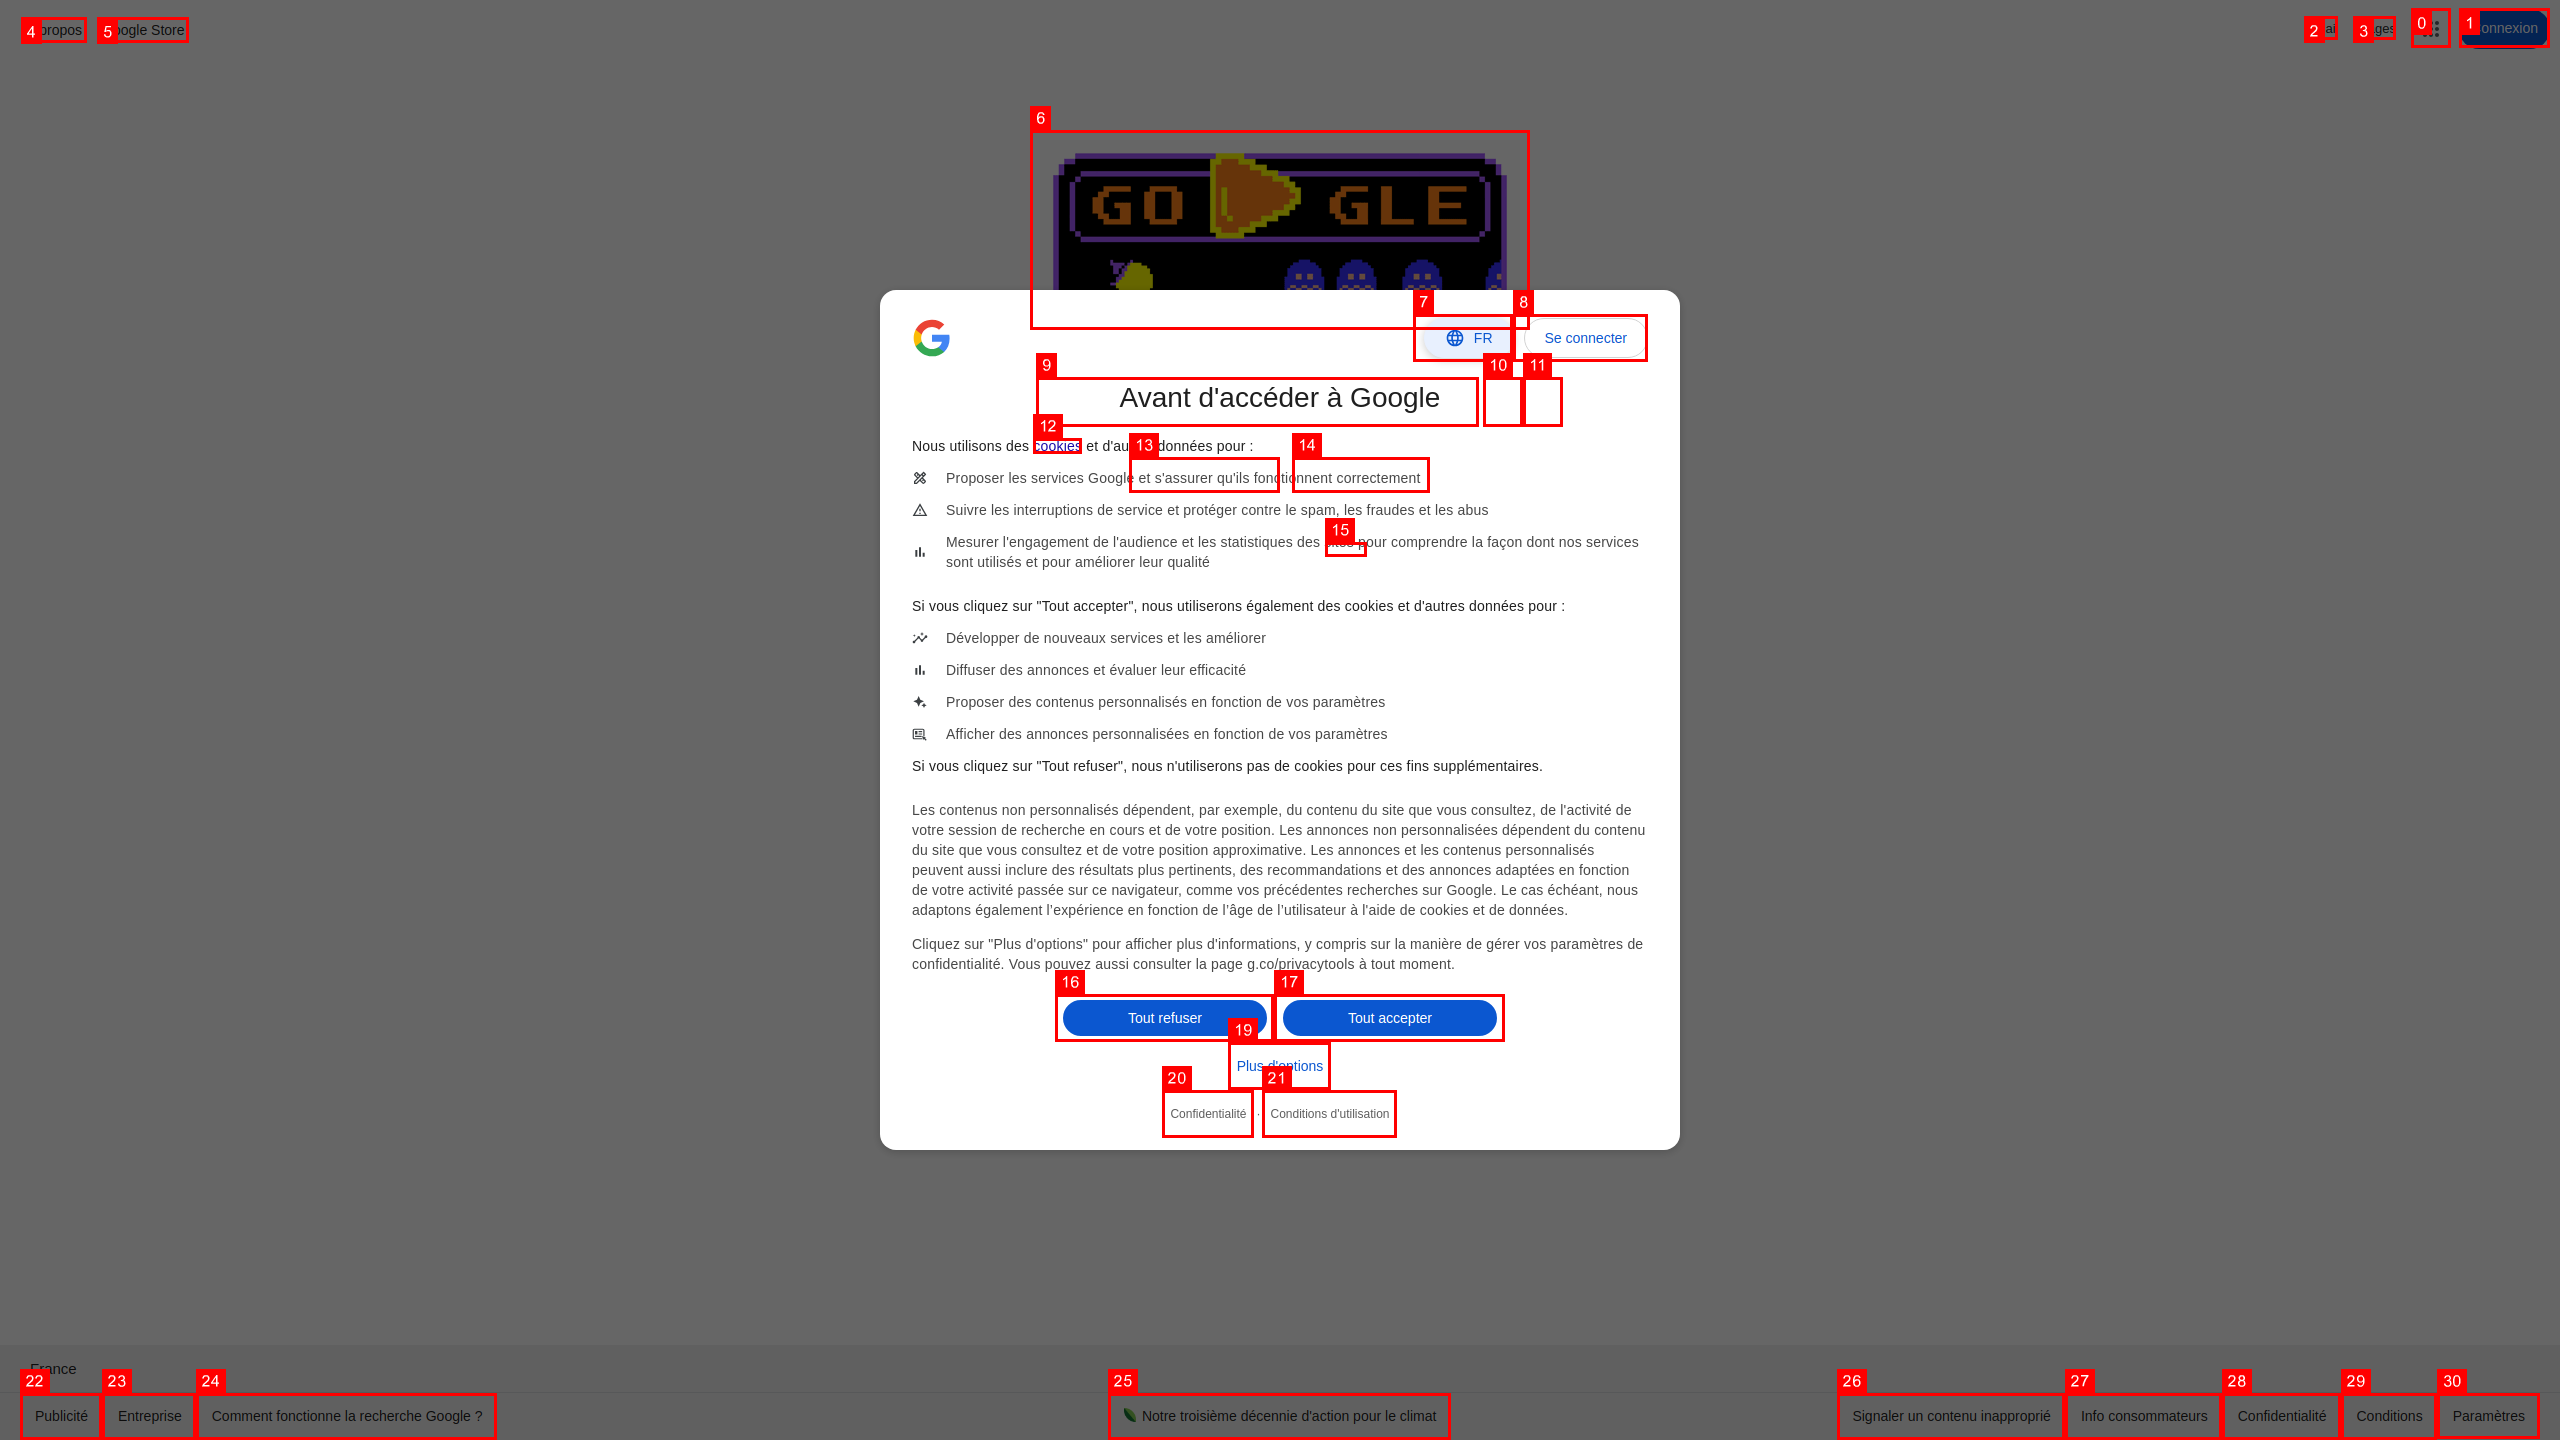 4 propos 5 oogle Store 2 3 ages 0 1 onnexion
6
GO GLE
7 FR 8 Se connecter
9 10 11
Avant d'accéder à Google
12
Nous utilisons des cookies et d'au 13 données pour : 14
Proposer les services Google et s'assurer qu'ils fonctionnent correctement
Suivre les interruptions de service et protéger contre le spam, les fraudes et les abus
15
Mesurer l'engagement de l'audience et les statistiques des sites pour comprendre la façon dont nos services
sont utilisés et pour améliorer leur qualité
Si vous cliquez sur "Tout accepter", nous utiliserons également des cookies et d'autres données pour :
Développer de nouveaux services et les améliorer
Diffuser des annonces et évaluer leur efficacité
Proposer des contenus personnalisés en fonction de vos paramètres
Afficher des annonces personnalisées en fonction de vos paramètres
Si vous cliquez sur "Tout refuser", nous n'utiliserons pas de cookies pour ces fins supplémentaires.
Les contenus non personnalisés dépendent, par exemple, du contenu du site que vous consultez, de l'activité de
votre session de recherche en cours et de votre position. Les annonces non personnalisées dépendent du contenu
du site que vous consultez et de votre position approximative. Les annonces et les contenus personnalisés
peuvent aussi inclure des résultats plus pertinents, des recommandations et des annonces adaptées en fonction
de votre activité passée sur ce navigateur, comme vos précédentes recherches sur Google. Le cas échéant, nous
adaptons également l’expérience en fonction de l’âge de l’utilisateur à l'aide de cookies et de données.
Cliquez sur "Plus d'options" pour afficher plus d'informations, y compris sur la manière de gérer vos paramètres de
confidentialité. Vous pouvez aussi consulter la page g.co/privacytools à tout moment.
16 17
Tout refuser Tout accepter
19
Plus d'options
20 21
Confidentialité · Conditions d'utilisation
France
22 23 24 25 26 27 28 29 30
Publicité Entreprise Comment fonctionne la recherche Google ? Notre troisième décennie d'action pour le climat Signaler un contenu inapproprié Info consommateurs Confidentialité Conditions Paramètres